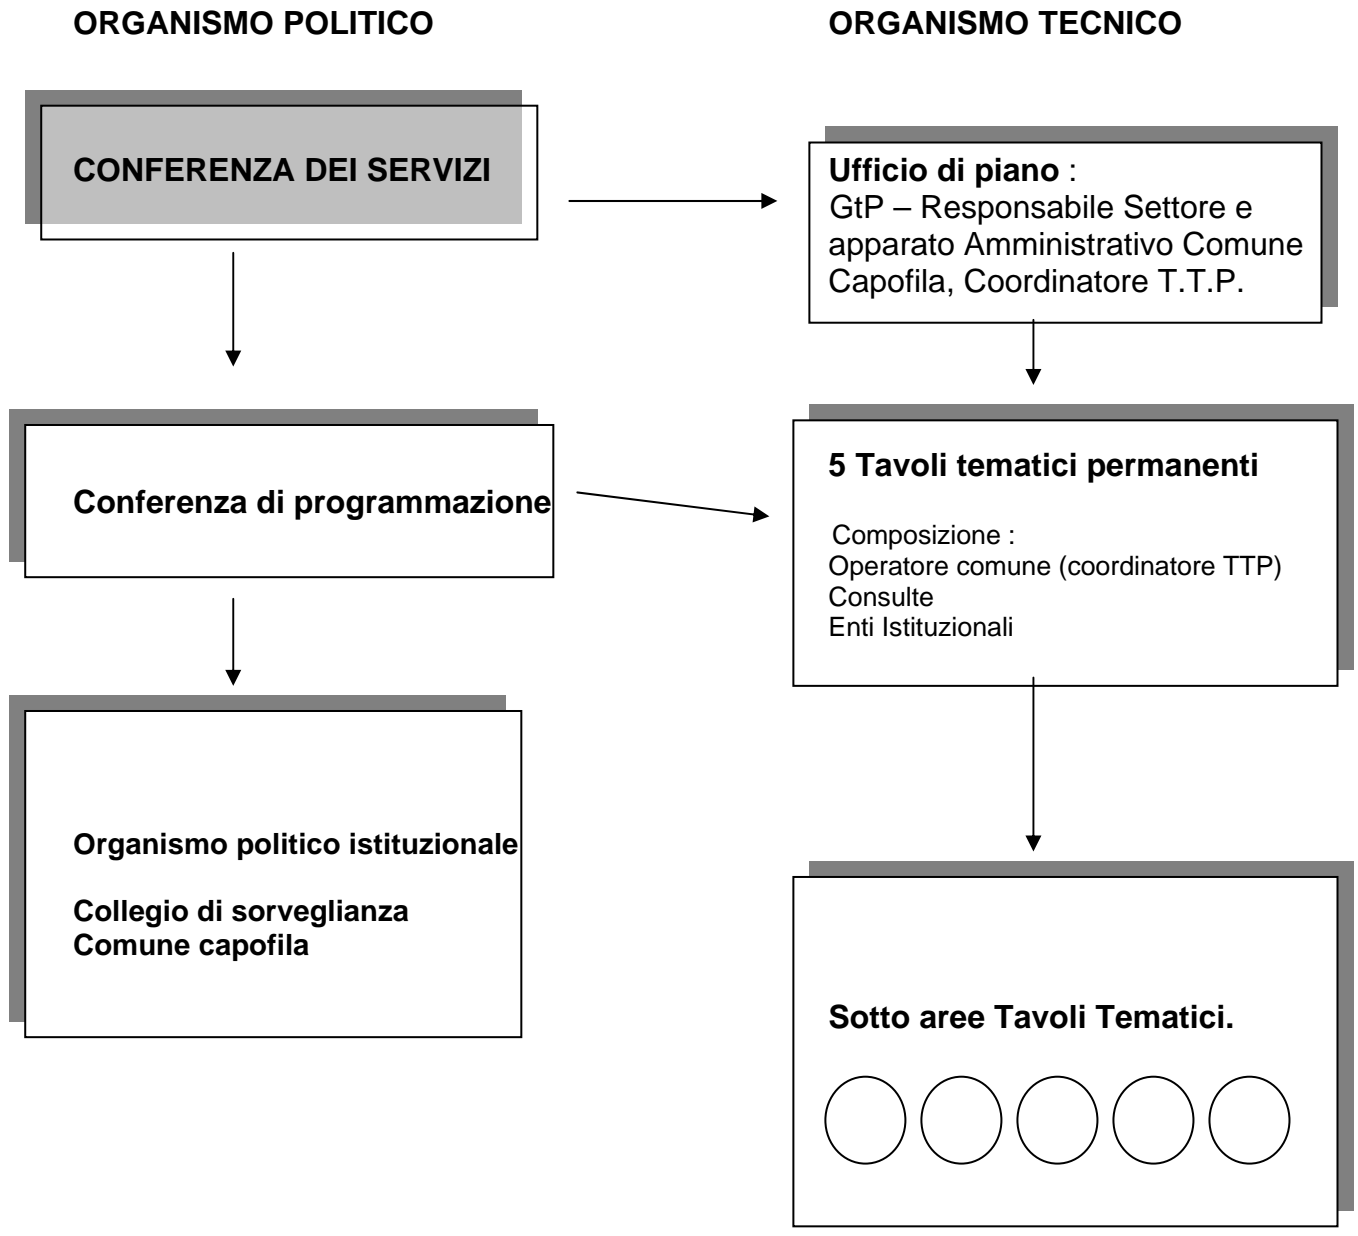 ORGANISMO POLITICO
ORGANISMO TECNICO
CONFERENZA DEI SERVIZI
Ufficio di piano :
GtP – Responsabile Settore e
apparato Amministrativo Comune
Capofila, Coordinatore T.T.P.
Conferenza di programmazione
5 Tavoli tematici permanenti
Composizione :
Operatore comune (coordinatore TTP)
Consulte
Enti Istituzionali
Organismo politico istituzionale
Collegio di sorveglianza
Comune capofila
Sotto aree Tavoli Tematici.